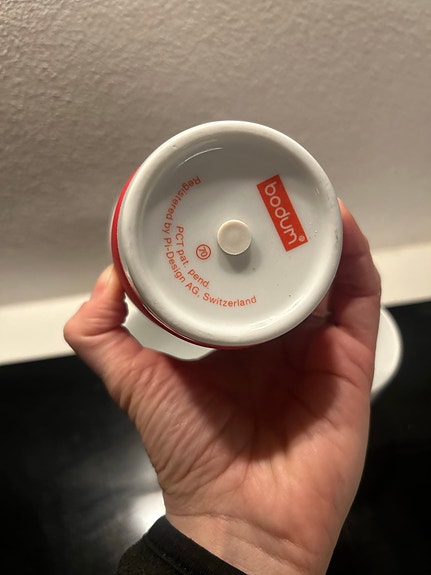 bodum®
70
PCT pat. pend.
Registered by Pi-Design AG, Switzerland